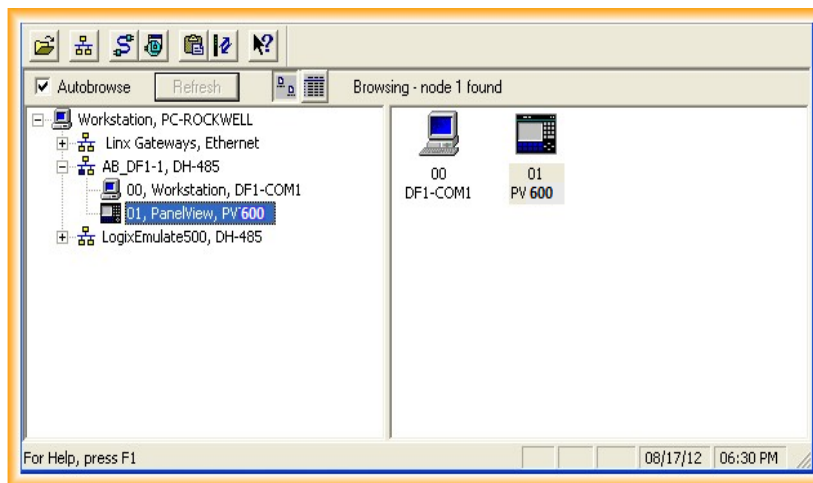 Autobrowse
Refresh
Browsing - node 1 found
Workstation, PC-ROCKWELL
Linx Gateways, Ethernet
AB_DF1-1, DH-485
00, Workstation, DF1-COM1
01, PanelView, PV 600
LogixEmulate500, DH-485
00
DF1-COM1
01
PV 600
For Help, press F1
08/17/12
06:30 PM